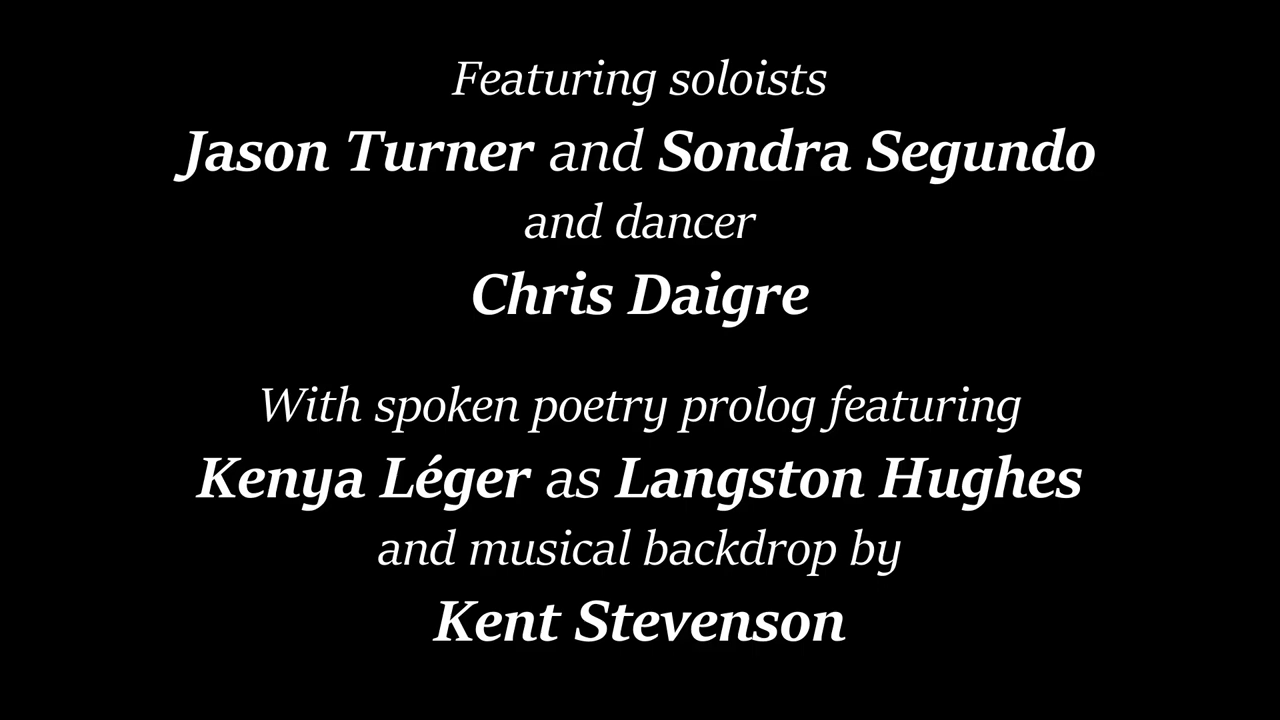 Featuring soloists
Jason Turner and Sondra Segundo
and dancer
Chris Daigre
With spoken poetry prolog featuring
Kenya Léger as Langston Hughes
and musical backdrop by
Kent Stevenson